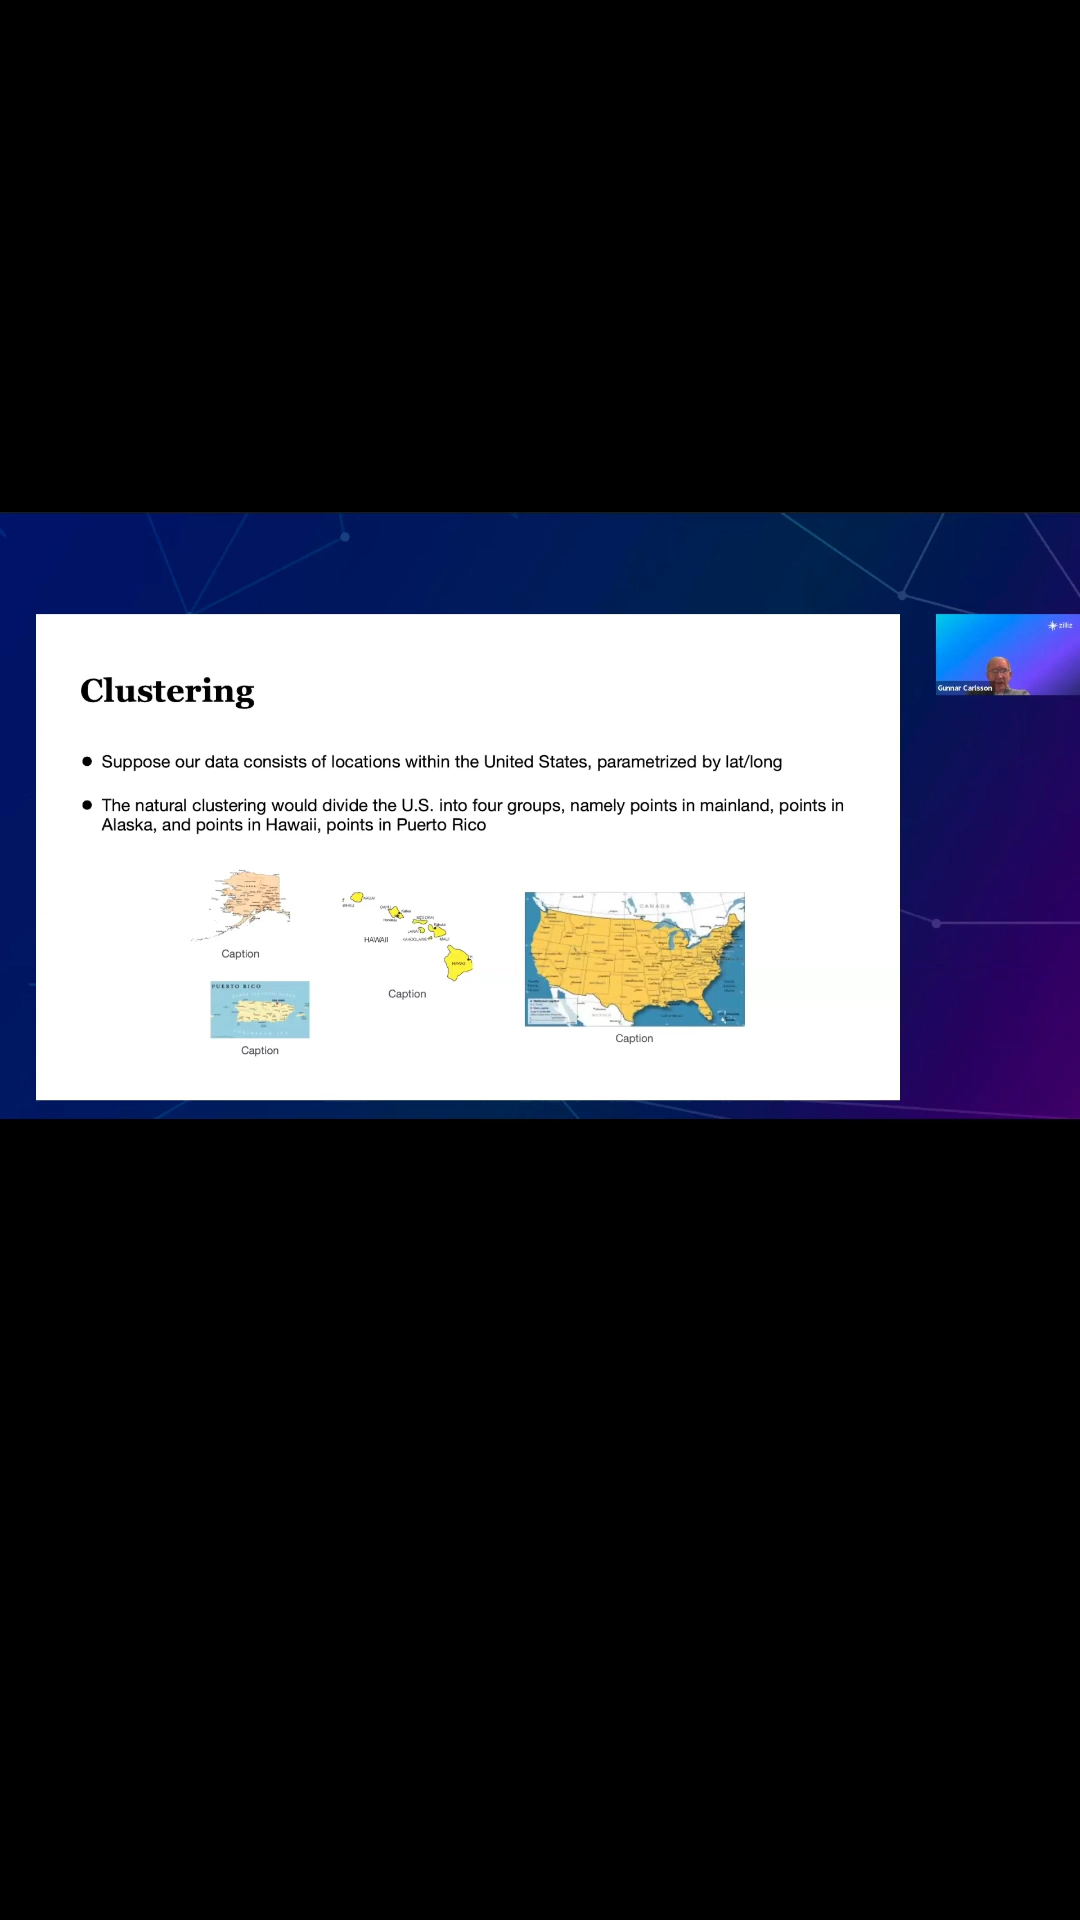 zilliz
Gunnar Carlsson
Clustering
● Suppose our data consists of locations within the United States, parametrized by lat/long
● The natural clustering would divide the U.S. into four groups, namely points in mainland, points in
Alaska, and points in Hawaii, points in Puerto Rico
Caption
HAWAII
Caption
PUERTO RICO
Caption
CANADA
Caption